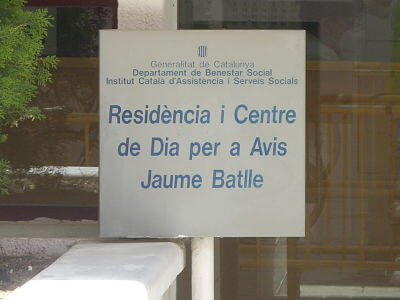 Generalitat de Catalunya
Departament de Benestar Social
Institut Català d'Assistència i Serveis Socials
Residència i Centre
de Dia per a Avis
Jaume Batlle